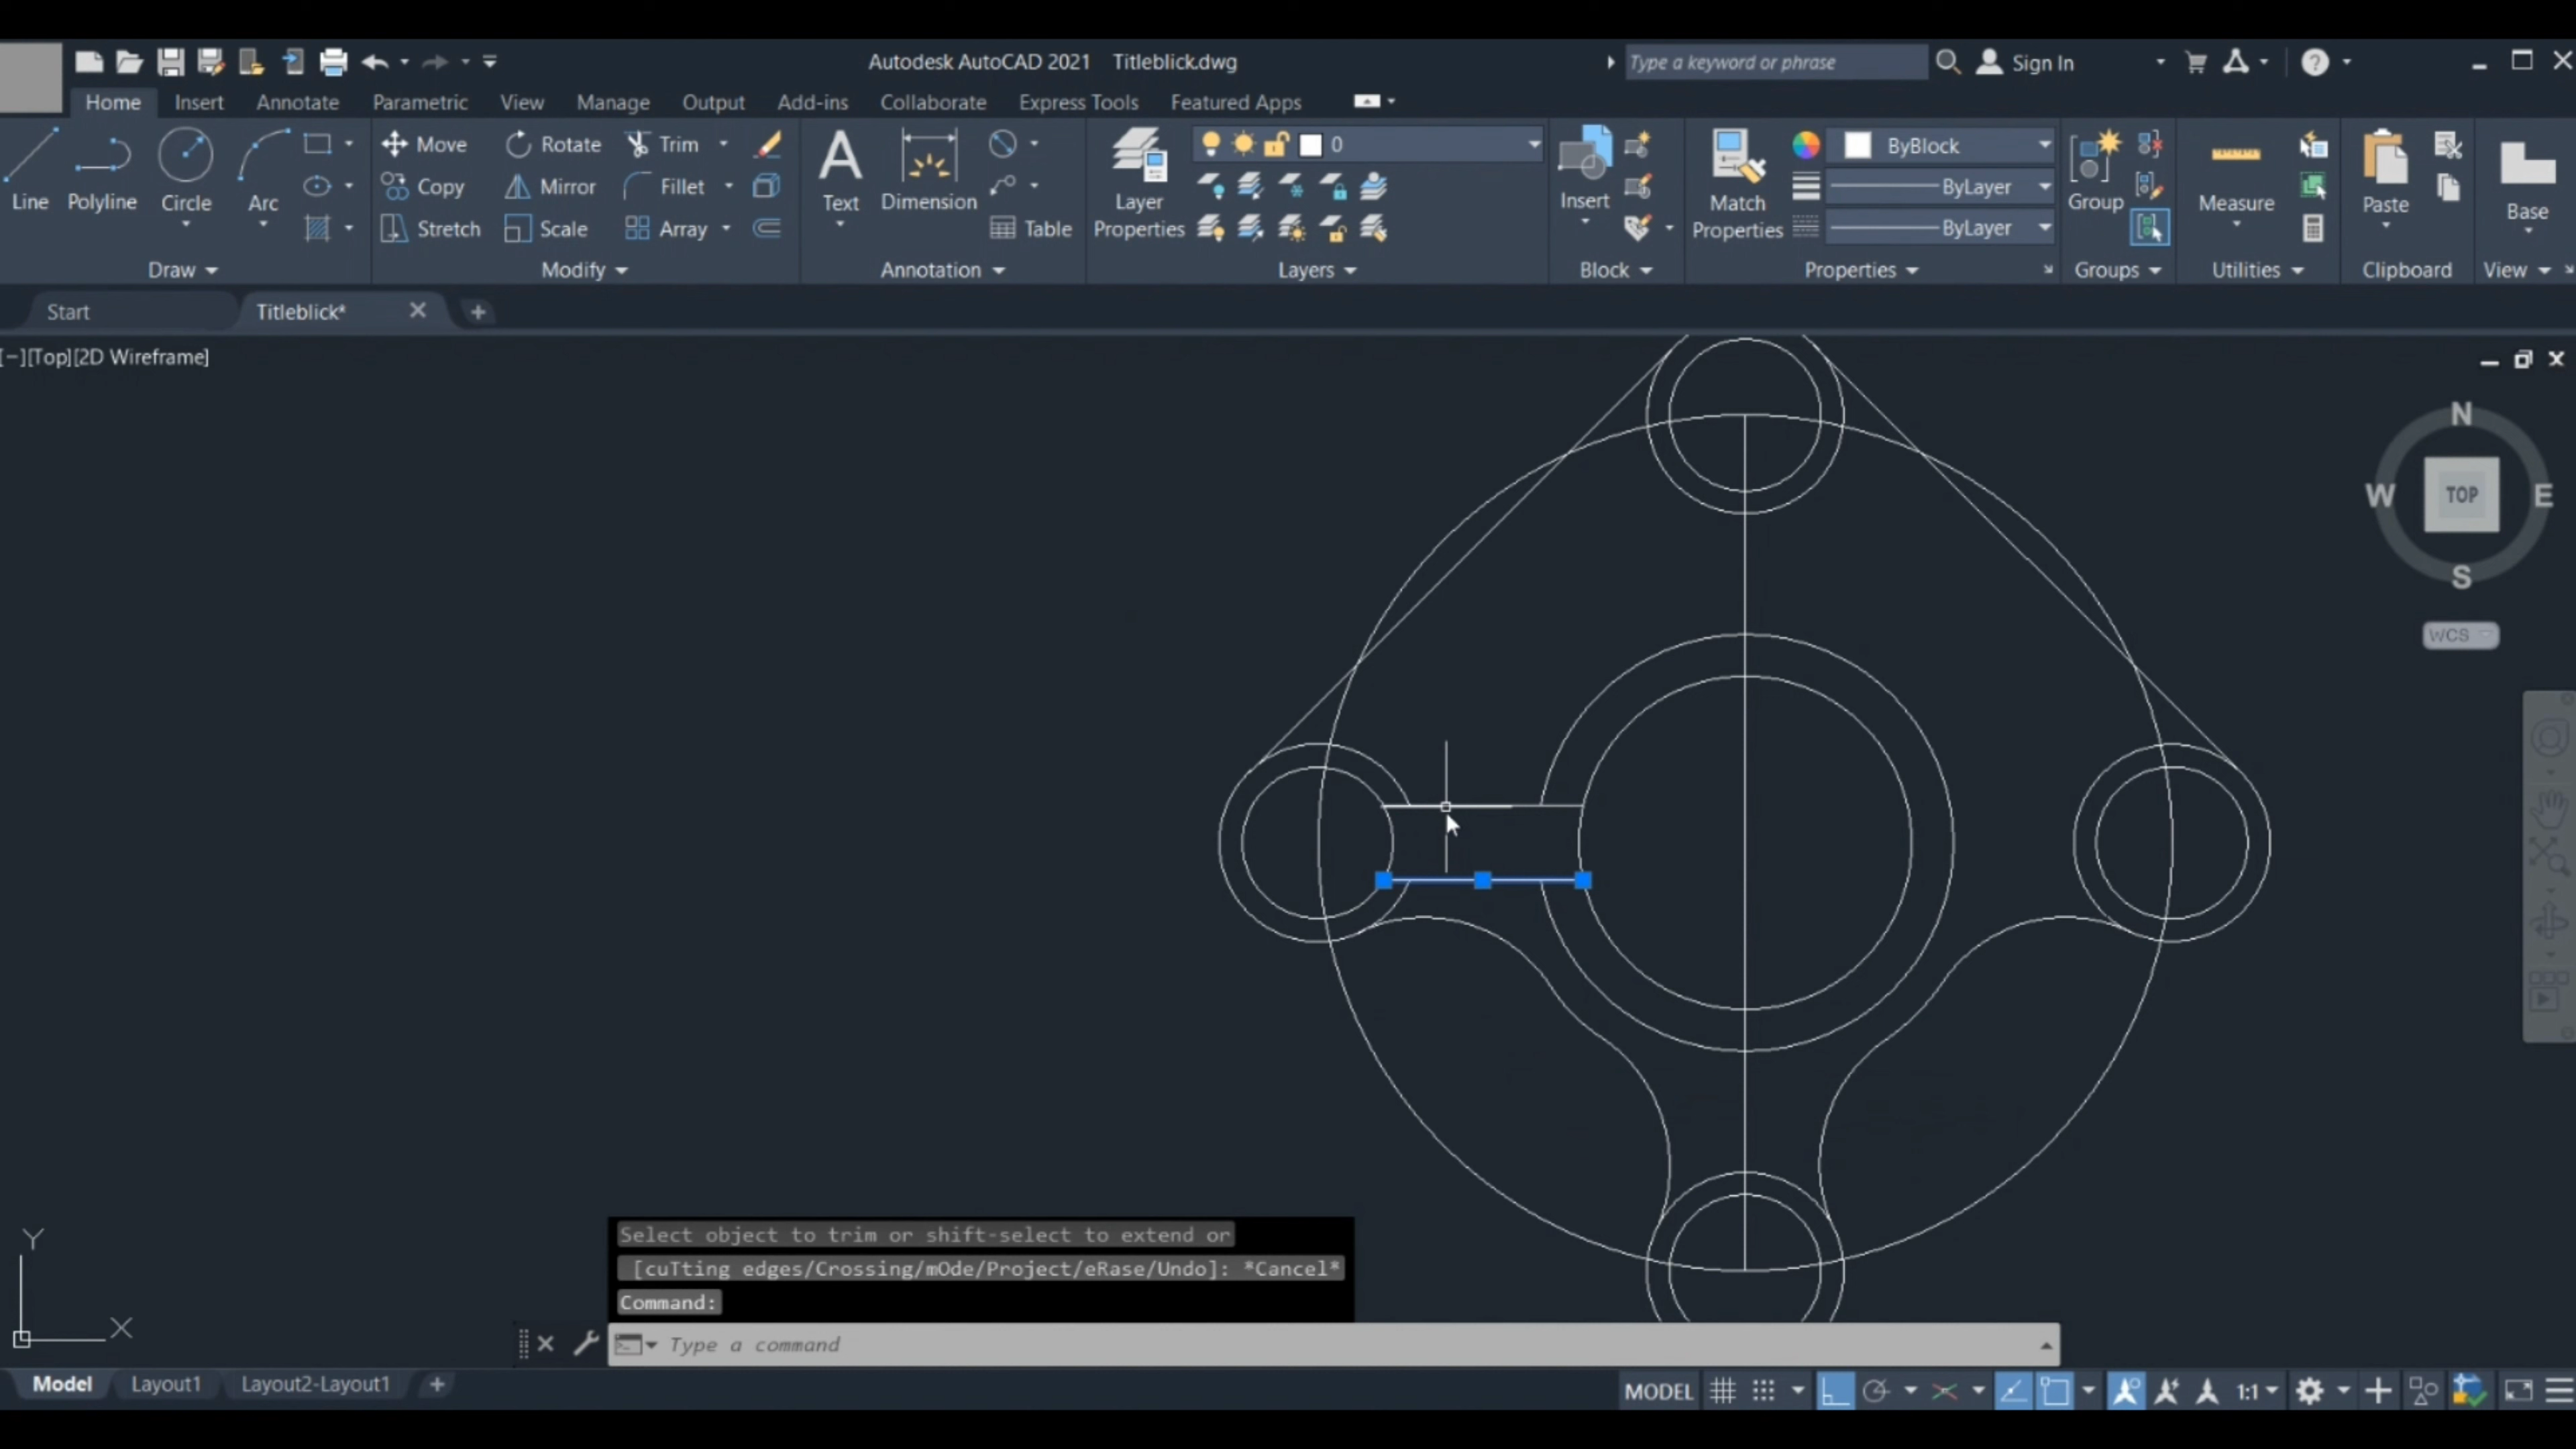 Autodesk AutoCAD 2021 Titleblick.dwg
Type a keyword or phrase
Sign In
Home Insert Annotate Parametric View Manage Output Add-ins Collaborate Express Tools Featured Apps
Line Polyline Circle Arc
Move Rotate Trim
Copy Mirror Fillet
Stretch Scale Array
Text Dimension Table
Layer Properties
0
Insert
Match Properties
ByBlock
ByLayer
ByLayer
Group
Measure
Paste
Base
Draw Modify Annotation Layers Block Properties Groups Utilities Clipboard View
Start Titleblick*
[−][Top][2D Wireframe]
N
W TOP E
S
WCS
Y
X
Select object to trim or shift-select to extend or
[cuTting edges/Crossing/mOde/Project/eRase/Undo]: *Cancel*
Command:
Type a command
Model Layout1 Layout2-Layout1
MODEL 1:1